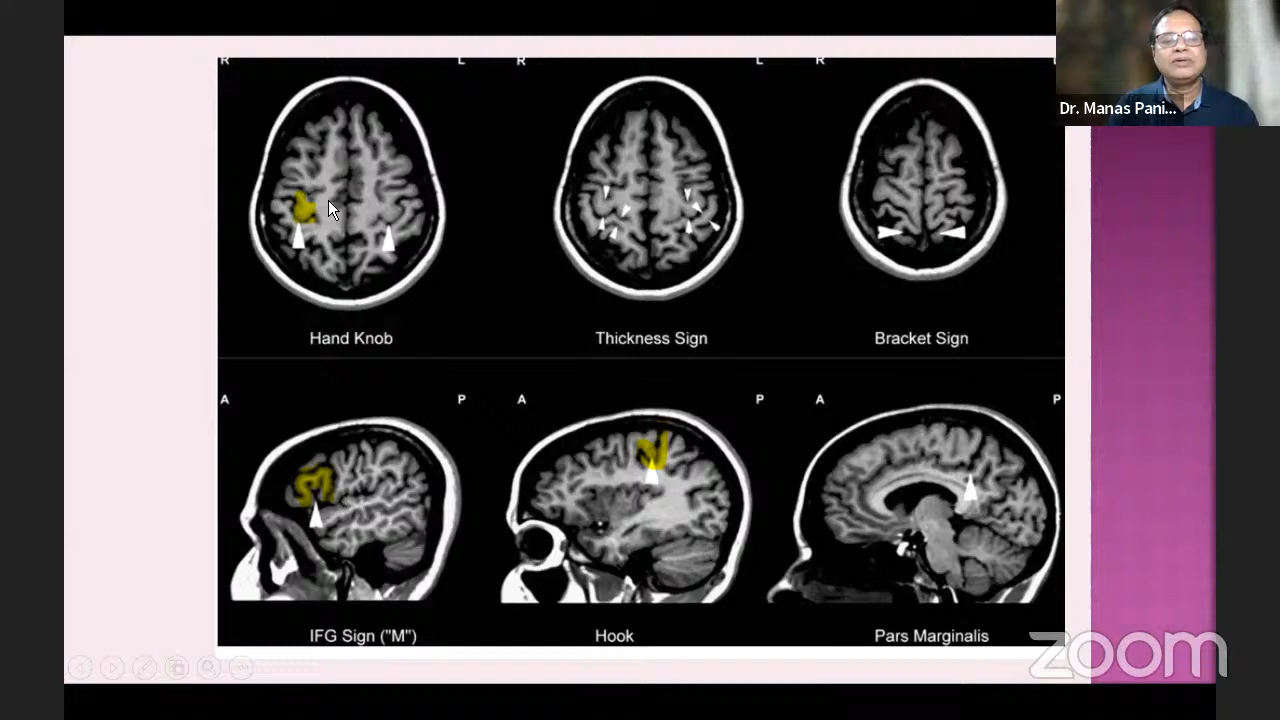 Dr. Manas Pani...
R L R L R
Hand Knob Thickness Sign Bracket Sign
A P A P A P
IFG Sign ("M") Hook Pars Marginalis
zoom